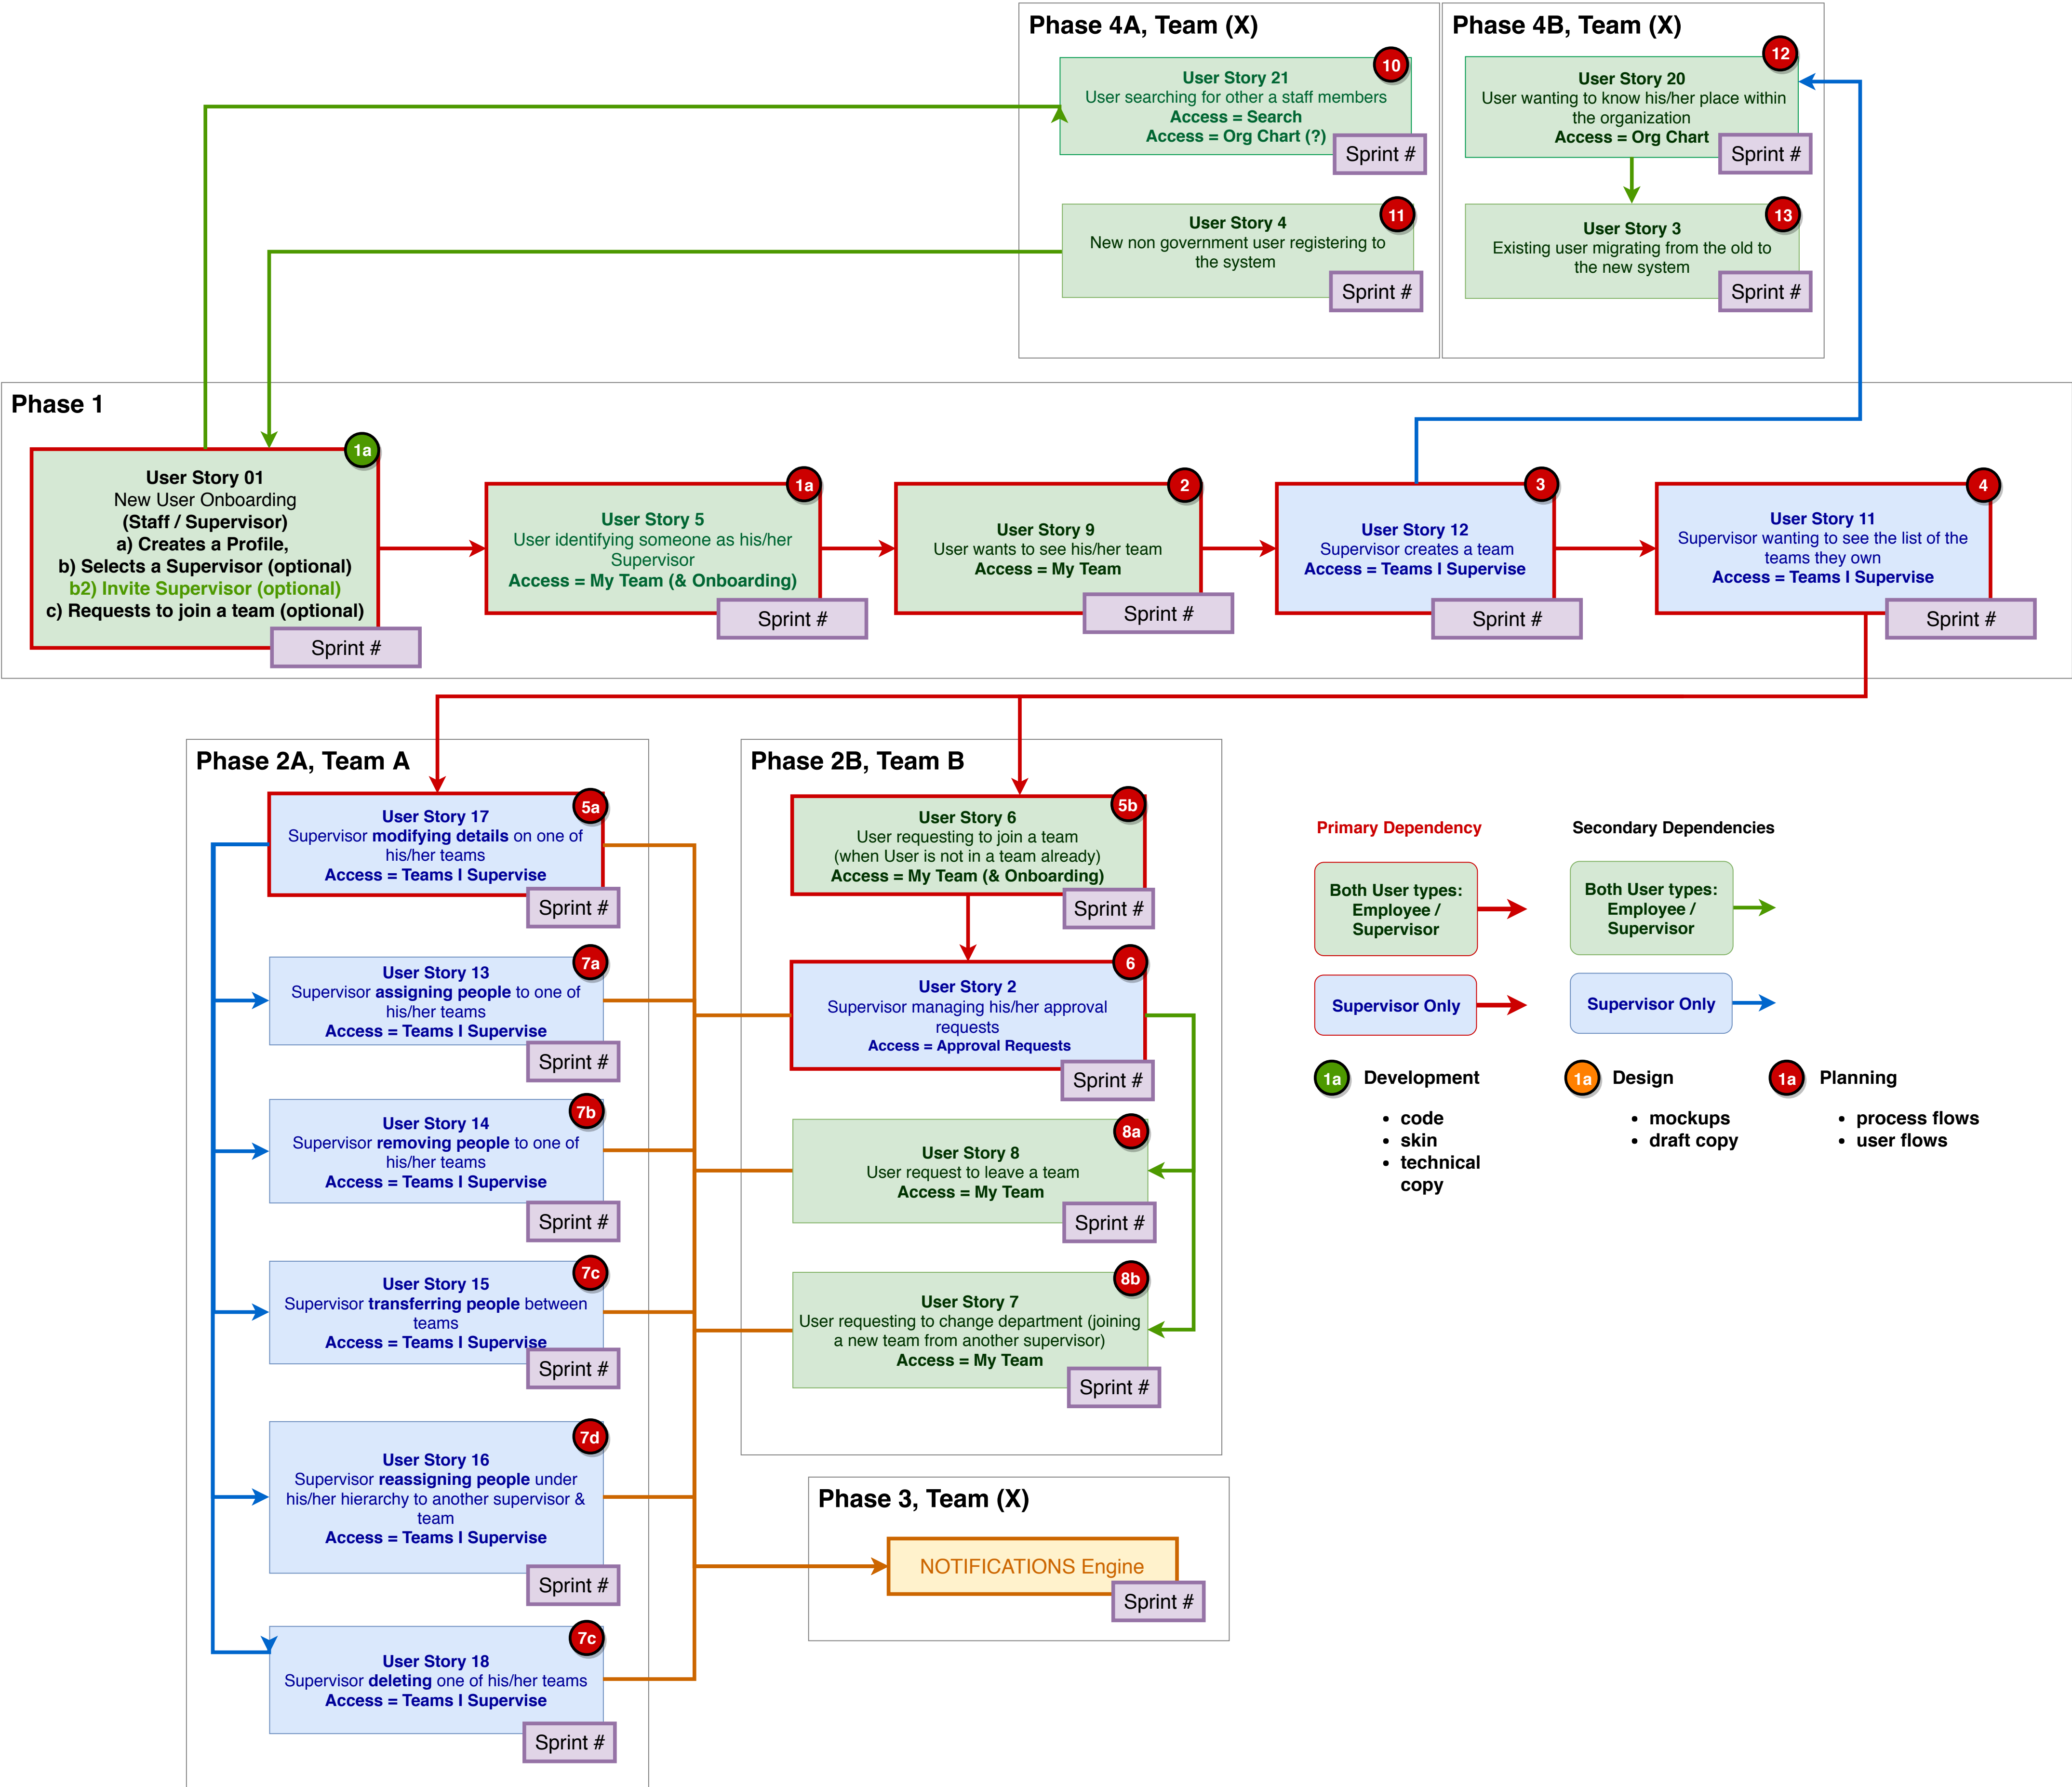 Phase 4A, Team (X)
10
User Story 21
User searching for other a staff members
Access = Search
Access = Org Chart (?)
Sprint #
11
User Story 4
New non government user registering to
the system
Sprint #
Phase 4B, Team (X)
12
User Story 20
User wanting to know his/her place within
the organization
Access = Org Chart
Sprint #
13
User Story 3
Existing user migrating from the old to
the new system
Sprint #
Phase 1
1a
User Story 01
New User Onboarding
(Staff / Supervisor)
a) Creates a Profile,
b) Selects a Supervisor (optional)
b2) Invite Supervisor (optional)
c) Requests to join a team (optional)
Sprint #
1a
User Story 5
User identifying someone as his/her
Supervisor
Access = My Team (& Onboarding)
Sprint #
2
User Story 9
User wants to see his/her team
Access = My Team
Sprint #
3
User Story 12
Supervisor creates a team
Access = Teams I Supervise
Sprint #
4
User Story 11
Supervisor wanting to see the list of the
teams they own
Access = Teams I Supervise
Sprint #
Phase 2A, Team A
5a
User Story 17
Supervisor modifying details on one of
his/her teams
Access = Teams I Supervise
Sprint #
7a
User Story 13
Supervisor assigning people to one of
his/her teams
Access = Teams I Supervise
Sprint #
7b
User Story 14
Supervisor removing people to one of
his/her teams
Access = Teams I Supervise
Sprint #
7c
User Story 15
Supervisor transferring people between
teams
Access = Teams I Supervise
Sprint #
7d
User Story 16
Supervisor reassigning people under
his/her hierarchy to another supervisor &
team
Access = Teams I Supervise
Sprint #
7c
User Story 18
Supervisor deleting one of his/her teams
Access = Teams I Supervise
Sprint #
Phase 2B, Team B
5b
User Story 6
User requesting to join a team
(when User is not in a team already)
Access = My Team (& Onboarding)
Sprint #
6
User Story 2
Supervisor managing his/her approval
requests
Access = Approval Requests
Sprint #
8a
User Story 8
User request to leave a team
Access = My Team
Sprint #
8b
User Story 7
User requesting to change department (joining
a new team from another supervisor)
Access = My Team
Sprint #
Phase 3, Team (X)
NOTIFICATIONS Engine
Sprint #
Primary Dependency
Both User types:
Employee /
Supervisor
Supervisor Only
Secondary Dependencies
Both User types:
Employee /
Supervisor
Supervisor Only
1a Development
• code
• skin
• technical
copy
1a Design
• mockups
• draft copy
1a Planning
• process flows
• user flows